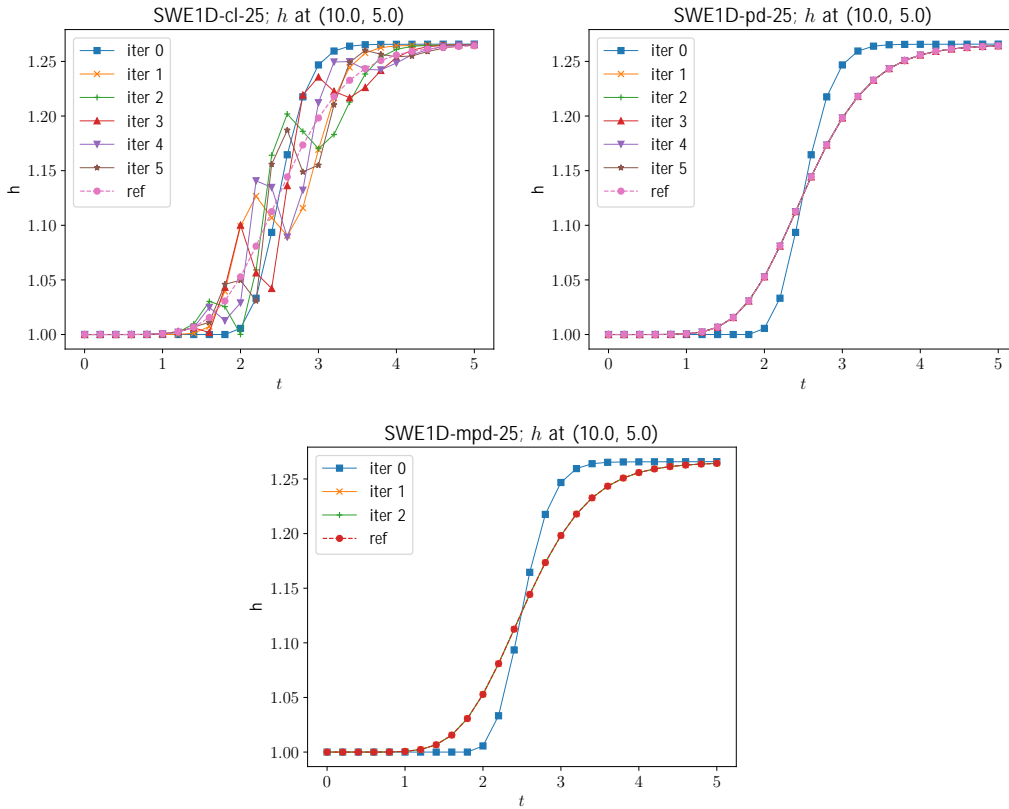 SWE1D-cl-25; h at (10.0, 5.0)
iter 0
iter 1
iter 2
iter 3
iter 4
iter 5
ref
1.25
1.20
1.15
1.10
1.05
1.00
h
0 1 2 3 4 5
t
SWE1D-pd-25; h at (10.0, 5.0)
iter 0
iter 1
iter 2
iter 3
iter 4
iter 5
ref
1.25
1.20
1.15
1.10
1.05
1.00
h
0 1 2 3 4 5
t
SWE1D-mpd-25; h at (10.0, 5.0)
iter 0
iter 1
iter 2
ref
1.25
1.20
1.15
1.10
1.05
1.00
h
0 1 2 3 4 5
t